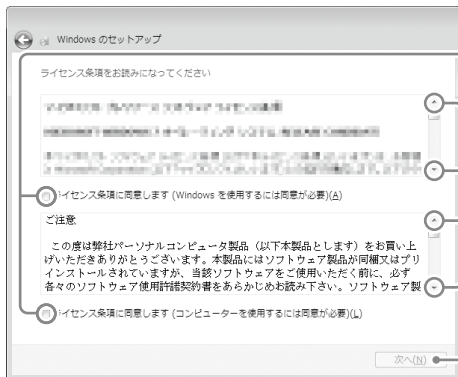 Windows のセットアップ
ライセンス条項をお読みになってください
イセンス条項に同意します (Windows を使用するには同意が必要)(A)
ご注意
この度は弊社パーソナルコンピュータ製品（以下本製品とします）をお買い上
げいただきありがとうございます。本製品にはソフトウェア製品が同梱又はプリ
インストールされていますが、当該ソフトウェアをご使用いただく前に、必ず
各々のソフトウェア使用許諾契約書をあらかじめお読み下さい。ソフトウェア製
イセンス条項に同意します (コンピューターを使用するには同意が必要)(L)
次へ(N)